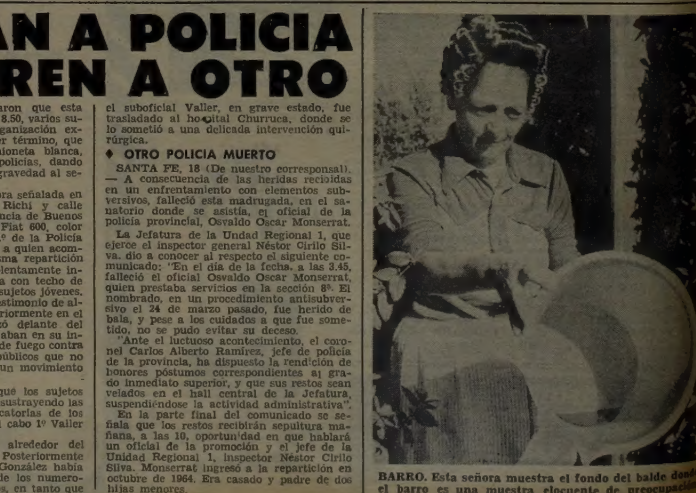 AN A POLICIA
REN A OTRO
aron que esta
8.50, varios su-
ganización ex-
er término, que
nioneta blanca,
policías, dando
gravedad al se-
ora señalada en
Richi y calle
ncia de Buenos
Fiat 600, color
1º de la Policía
a quien acom-
sma repartición
lentamente in-
a con techo de
sujetos jóvenes.
estimonio de al-
eriormente en el
zó delante del
aban en su in-
de fuego contra
públicos que no
un movimiento
que los sujetos
sustrayendo las
catorias de los
l cabo 1º Valler
alrededor del
Posteriormente
González había
de los numero-
s, en tanto que
el suboficial Valler, en grave estado, fue
trasladado al hospital Churruca, donde se
lo sometió a una delicada intervención qui-
rúrgica.
♦ OTRO POLICIA MUERTO
SANTA FE, 18 (De nuestro corresponsal).
— A consecuencia de las heridas recibidas
en un enfrentamiento con elementos sub-
versivos, falleció esta madrugada, en el sa-
natorio donde se asistía, el oficial de la
policía provincial, Osvaldo Oscar Monserrat.
La Jefatura de la Undad Regional 1, que
ejerce el inspector general Néstor Cirilo Sil-
va, dio a conocer al respecto el siguiente co-
municado: "En el día de la fecha, a las 3.45,
falleció el oficial Osvaldo Oscar Monserrat,
quien prestaba servicios en la sección 8ª. El
nombrado, en un procedimiento antisubver-
sivo el 24 de marzo pasado, fue herido de
bala, y pese a los cuidados a que fue some-
tido, no se pudo evitar su deceso.
"Ante el luctuoso acontecimiento, el coro-
nel Carlos Alberto Ramírez, jefe de policía
de la provincia, ha dispuesto la rendición de
honores póstumos correspondientes al gra-
do inmediato superior, y que sus restos sean
velados en el hall central de la Jefatura,
suspendiéndose la actividad administrativa".
En la parte final del comunicado se se-
ñala que los restos recibirán sepultura ma-
ñana, a las 10, oportunidad en que hablará
un oficial de la promoción y el jefe de la
Unidad Regional 1, inspector Néstor Cirilo
Silva. Monserrat ingresó a la repartición en
octubre de 1964. Era casado y padre de dos
hijas menores.
BARRO. Esta señora muestra el fondo del balde dond
el barro es una muestra elocuente